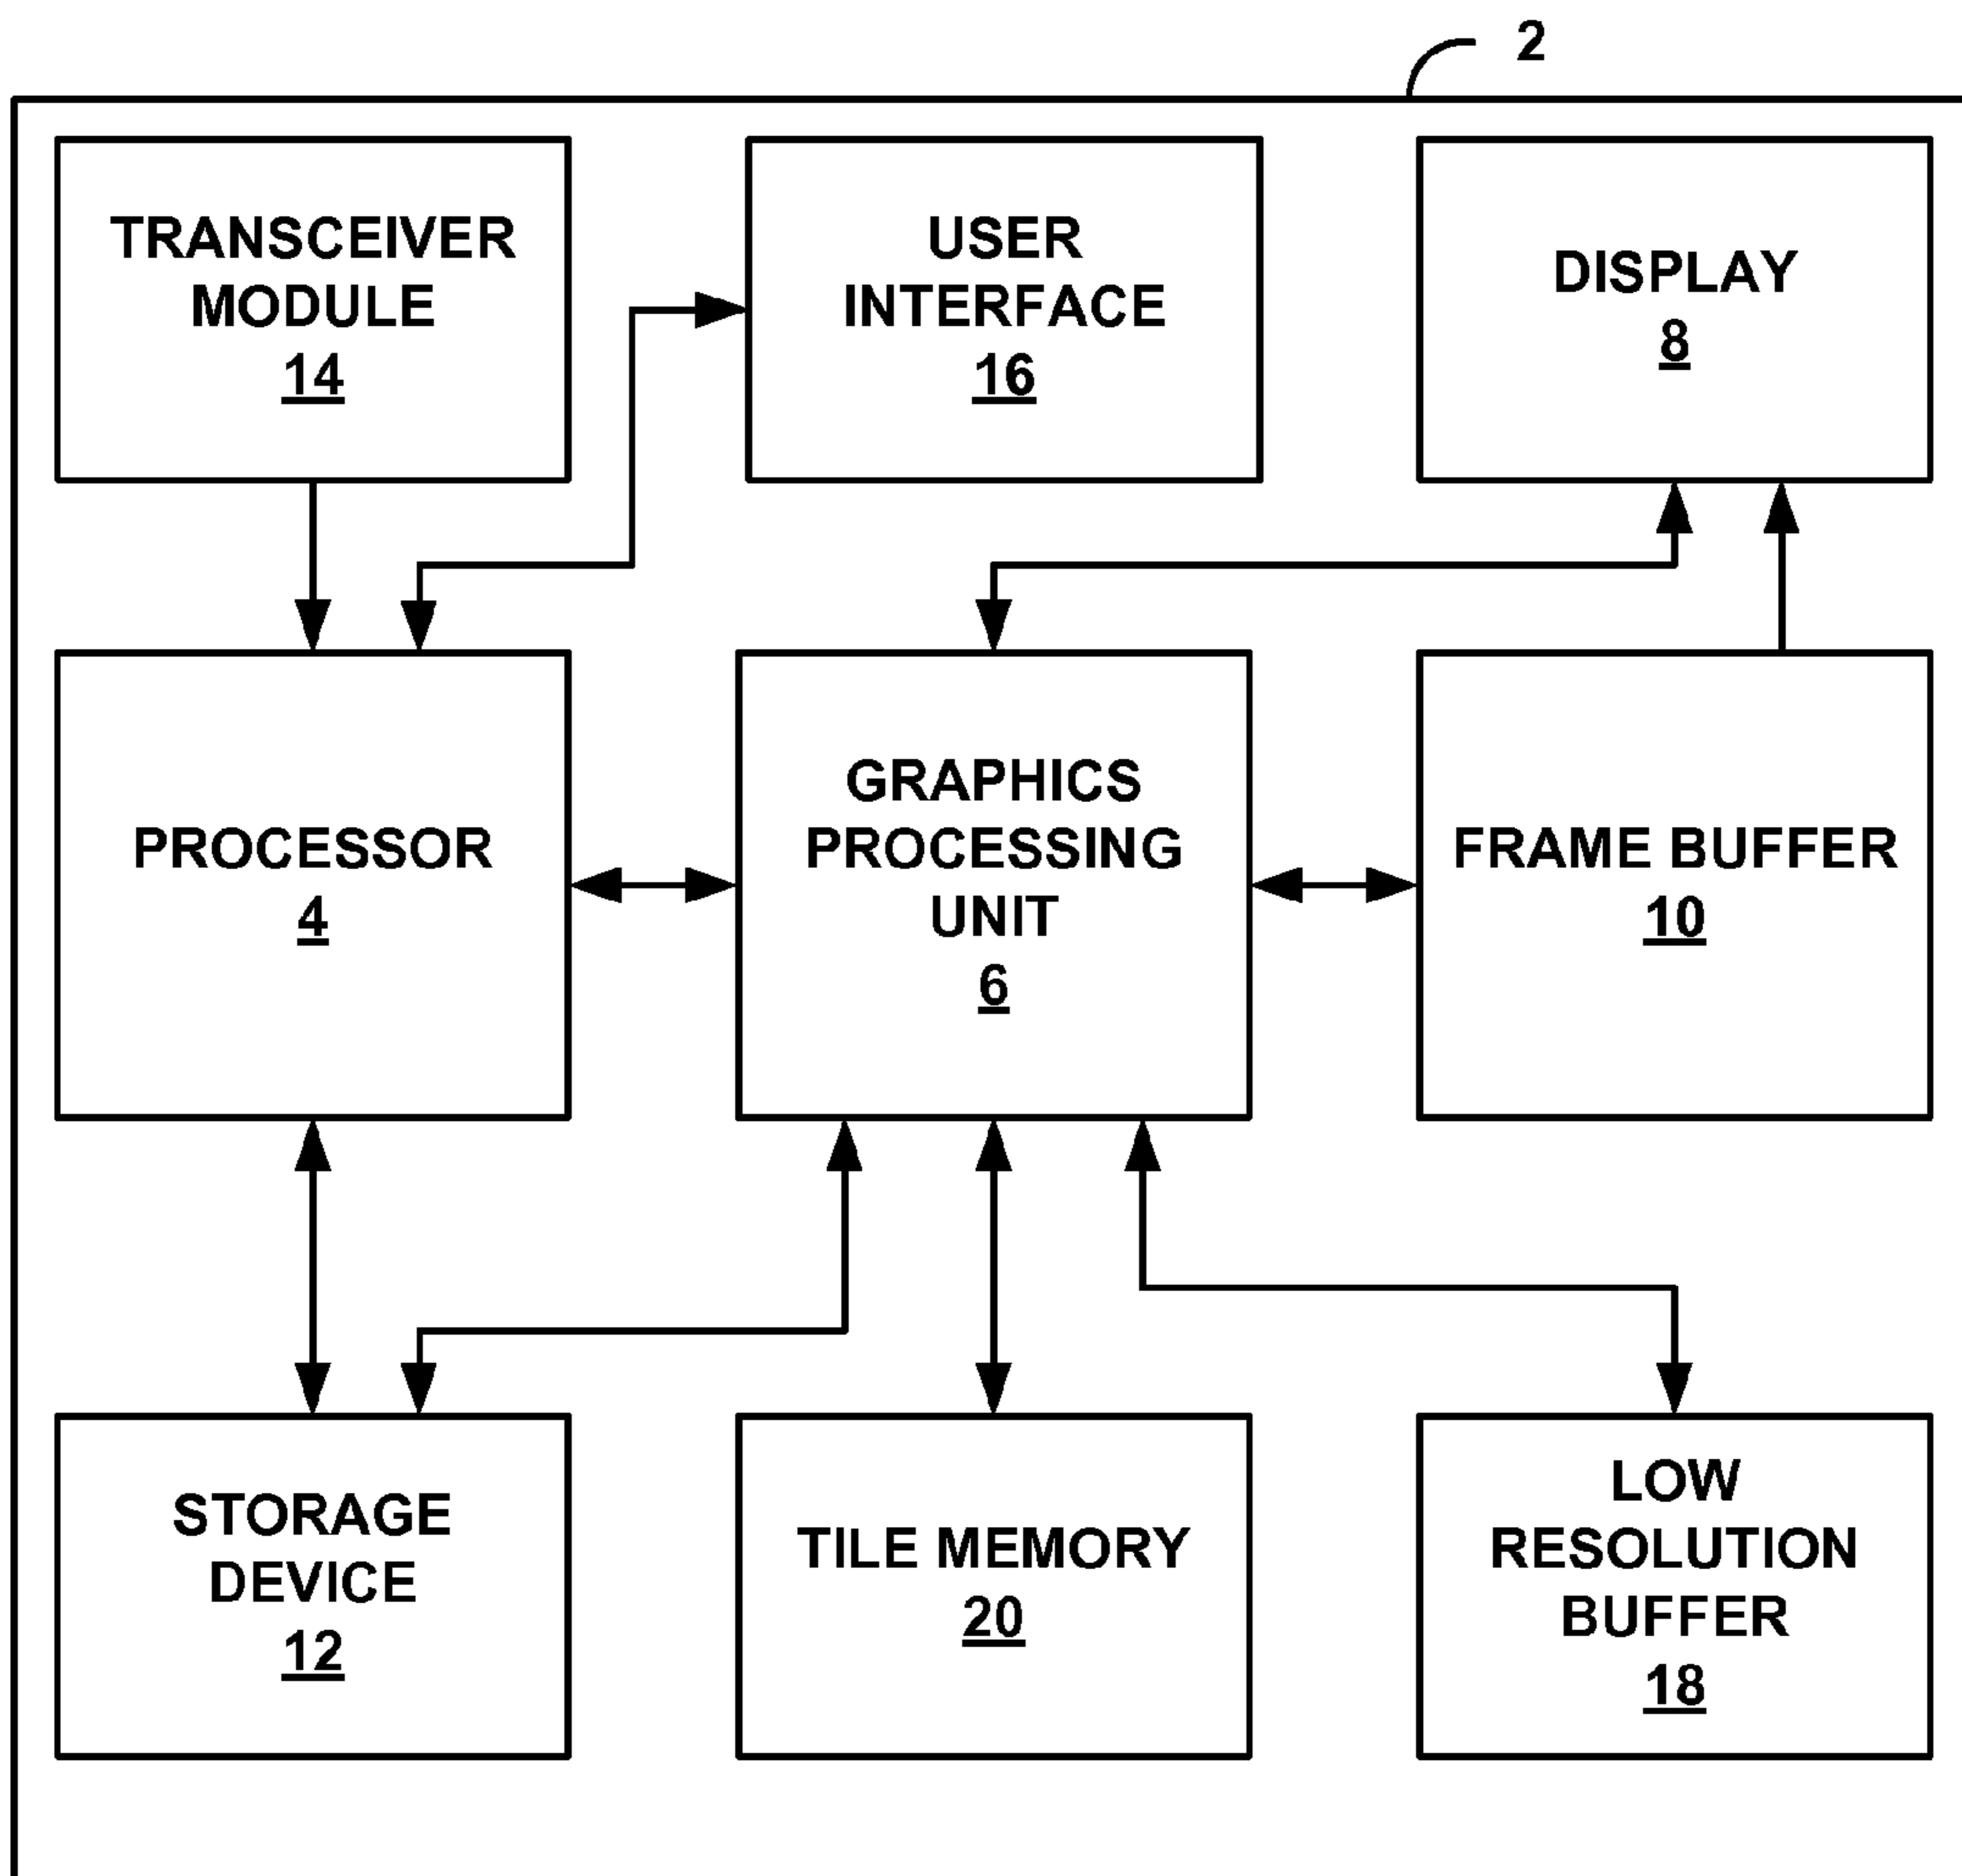 2
TRANSCEIVER
MODULE
14
USER
INTERFACE
16
DISPLAY
8
PROCESSOR
4
GRAPHICS
PROCESSING
UNIT
6
FRAME BUFFER
10
STORAGE
DEVICE
12
TILE MEMORY
20
LOW
RESOLUTION
BUFFER
18